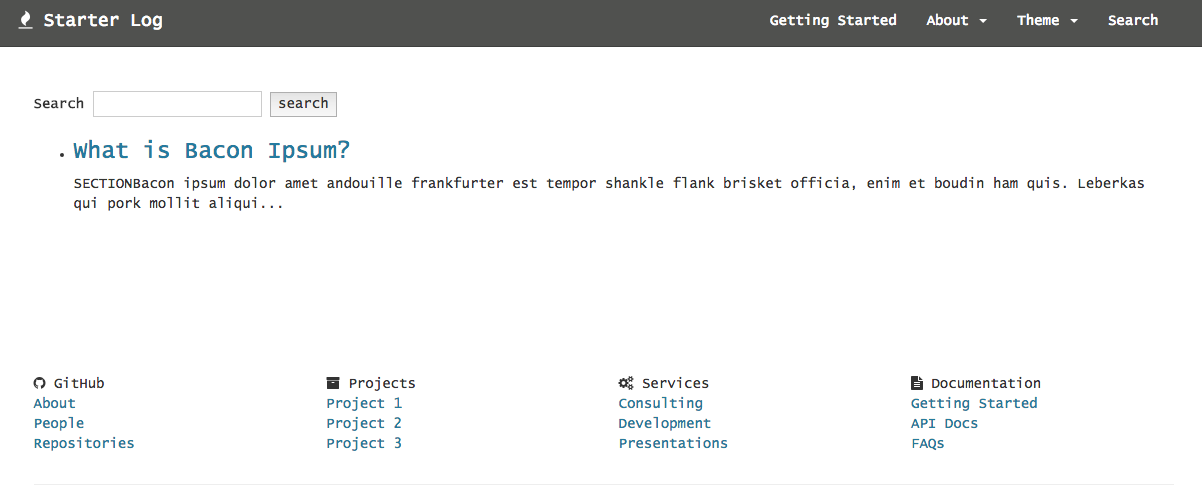 Starter Log Getting Started About Theme Search
Search search
What is Bacon Ipsum?
SECTIONBacon ipsum dolor amet andouille frankfurter est tempor shankle flank brisket officia, enim et boudin ham quis. Leberkas
qui pork mollit aliqui...
GitHub Projects Services Documentation
About Project 1 Consulting Getting Started
People Project 2 Development API Docs
Repositories Project 3 Presentations FAQs